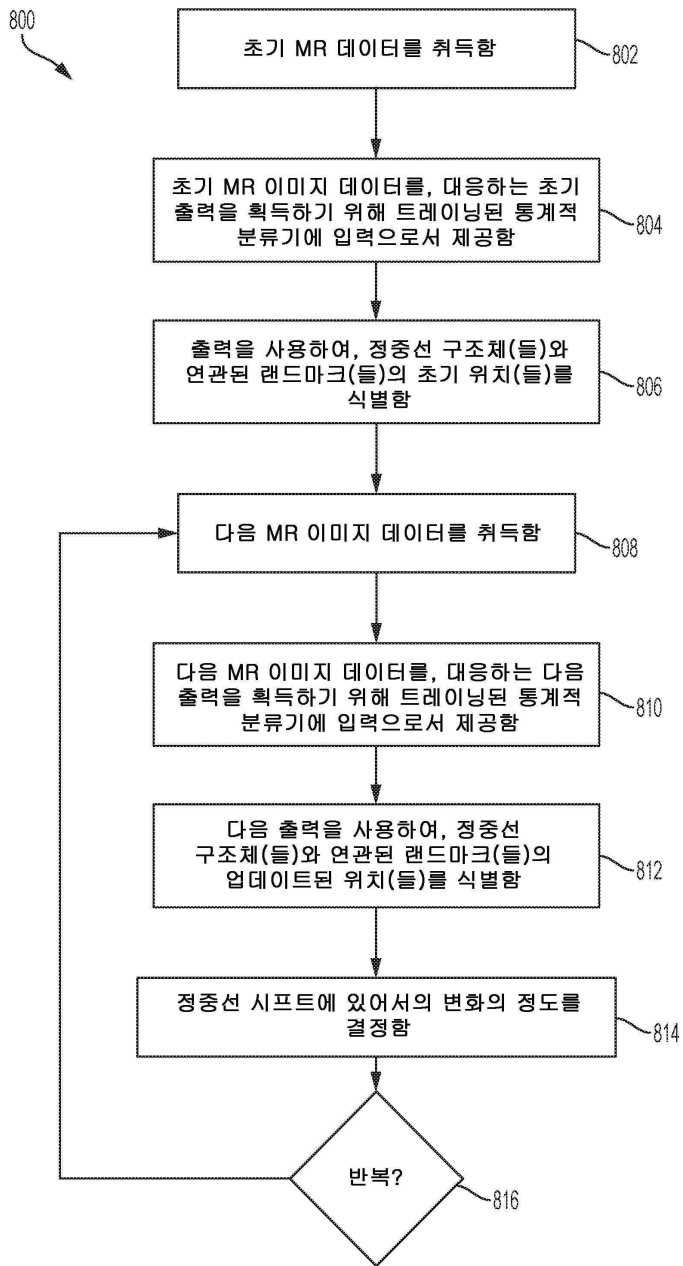 800
초기 MR 데이터를 취득함
802
초기 MR 이미지 데이터를, 대응하는 초기
출력을 획득하기 위해 트레이닝된 통계적
분류기에 입력으로서 제공함
804
출력을 사용하여, 정중선 구조체(들)와
연관된 랜드마크(들)의 초기 위치(들)를
식별함
806
다음 MR 이미지 데이터를 취득함
808
다음 MR 이미지 데이터를, 대응하는 다음
출력을 획득하기 위해 트레이닝된 통계적
분류기에 입력으로서 제공함
810
다음 출력을 사용하여, 정중선
구조체(들)와 연관된 랜드마크(들)의
업데이트된 위치(들)를 식별함
812
정중선 시프트에 있어서의 변화의 정도를
결정함
814
반복?
816